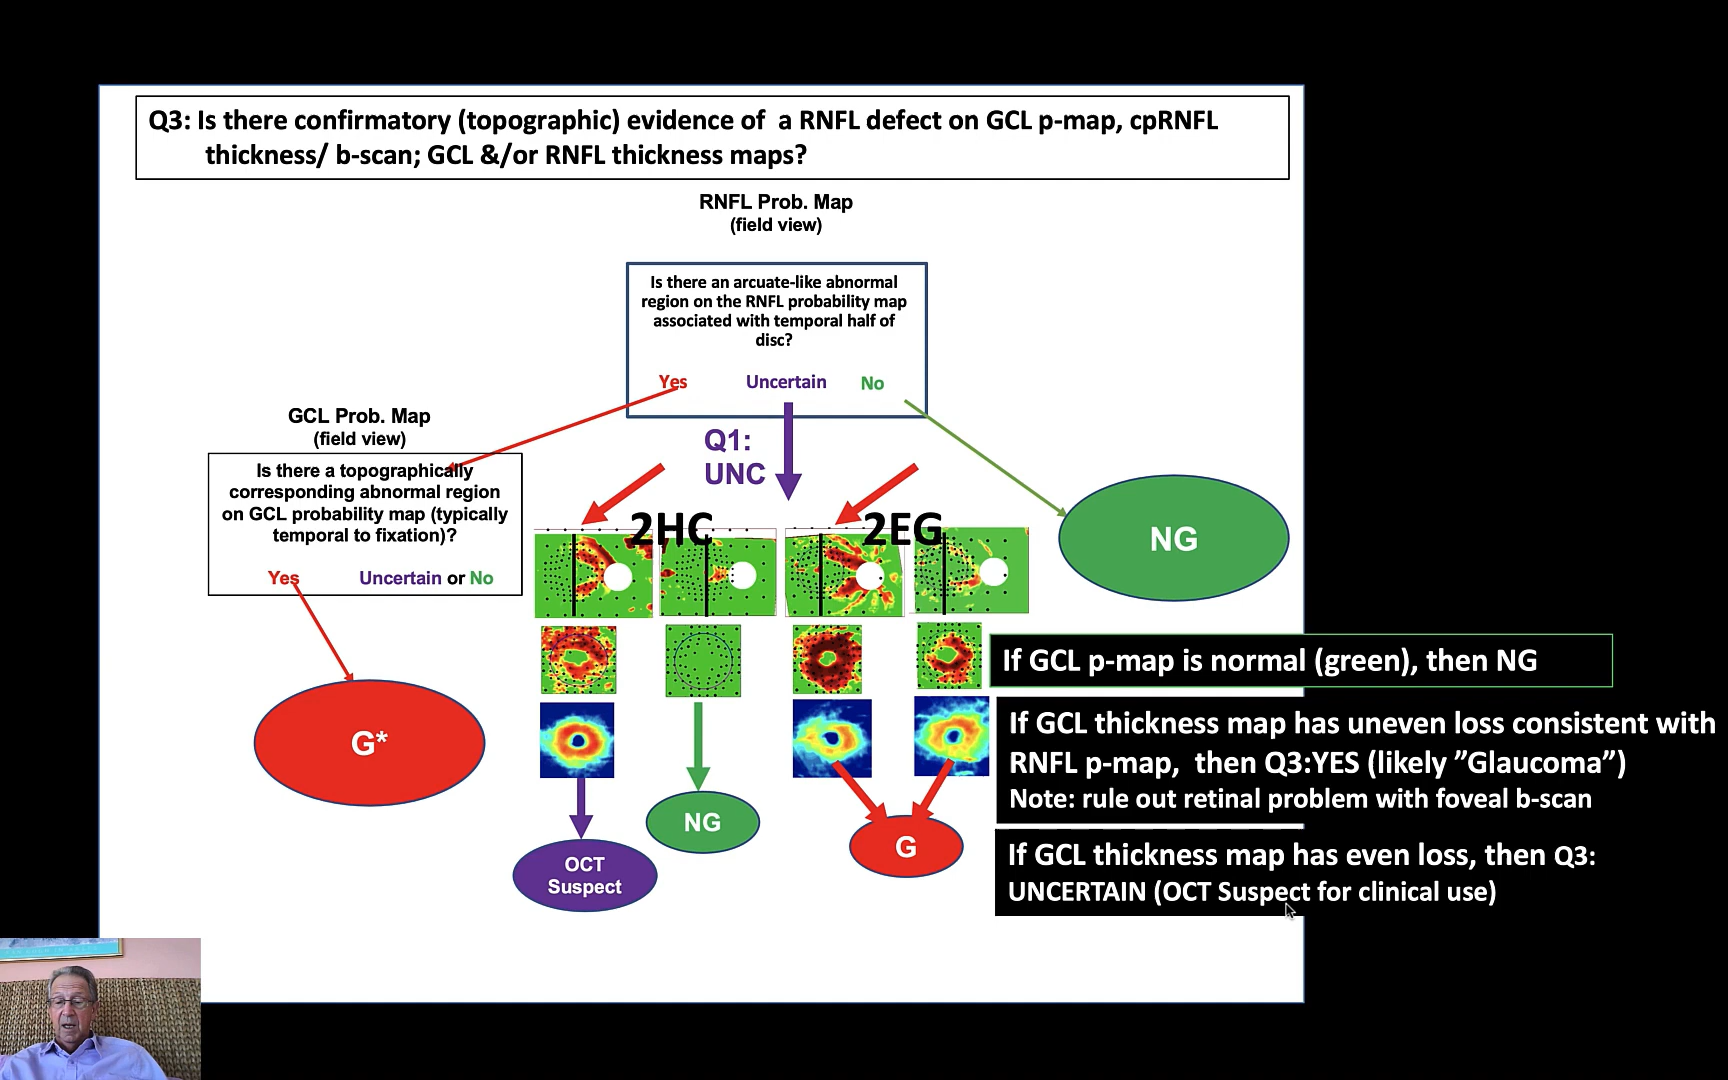 Q3: Is there confirmatory (topographic) evidence of a RNFL defect on GCL p-map, cpRNFL
thickness/ b-scan; GCL &/or RNFL thickness maps?
RNFL Prob. Map
(field view)
Is there an arcuate-like abnormal
region on the RNFL probability map
associated with temporal half of
disc?
Yes Uncertain No
GCL Prob. Map
(field view)
Is there a topographically
corresponding abnormal region
on GCL probability map (typically
temporal to fixation)?
Yes Uncertain or No
Q1:
UNC
2HC 2EG
NG
G*
If GCL p-map is normal (green), then NG
If GCL thickness map has uneven loss consistent with
RNFL p-map, then Q3:YES (likely ”Glaucoma”)
Note: rule out retinal problem with foveal b-scan
If GCL thickness map has even loss, then Q3:
UNCERTAIN (OCT Suspect for clinical use)
NG
G
OCT
Suspect